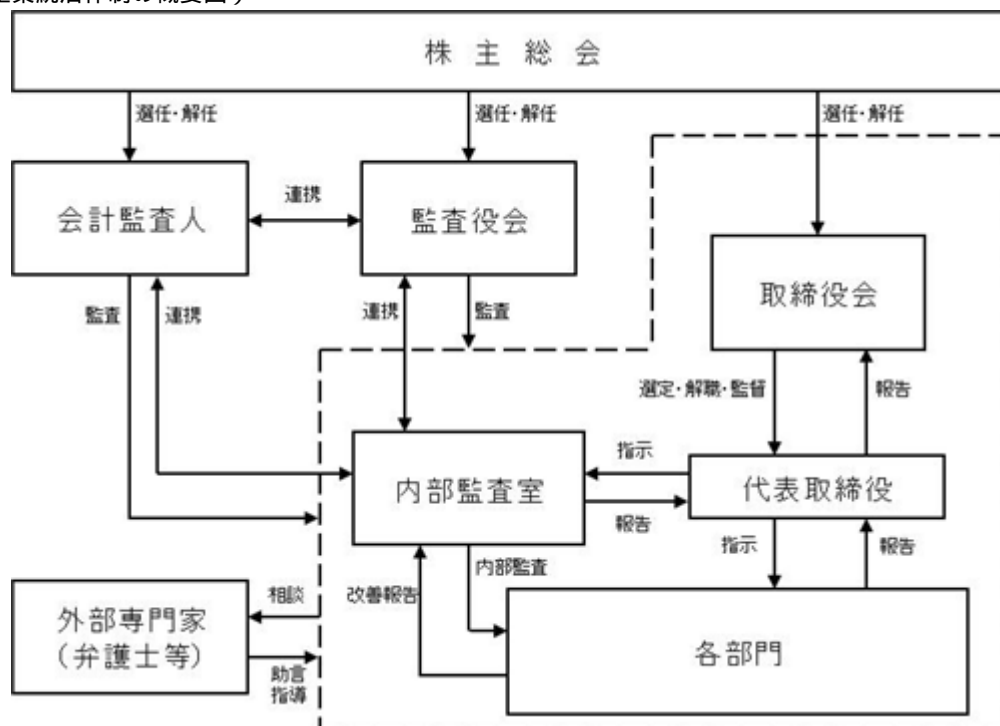 株主総会
選任・解任
選任・解任
選任・解任
会計監査人
連携
監査役会
取締役会
監査
連携
連携
監査
選定・解職・監督
報告
内部監査室
指示
報告
代表取締役
指示
報告
内部監査
改善報告
各部門
外部専門家
(弁護士等)
相談
助言
指導